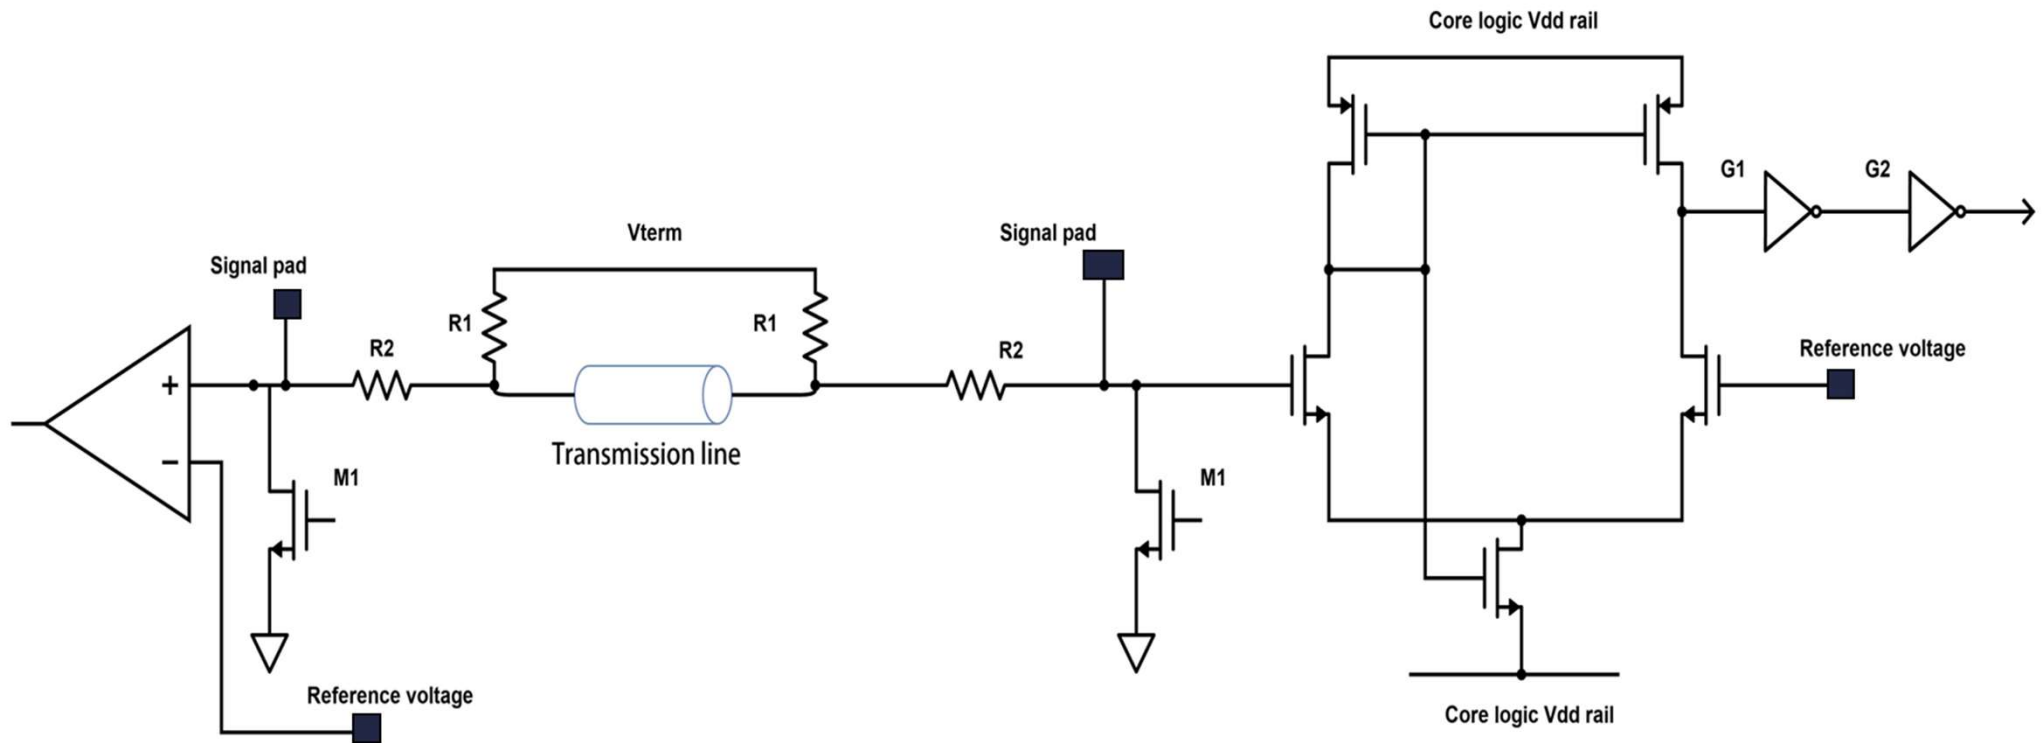 Core logic Vdd rail
G1
G2
Signal pad
Vterm
Signal pad
R1
R1
R2
R2
Reference voltage
+
−
Transmission line
M1
M1
Reference voltage
Core logic Vdd rail